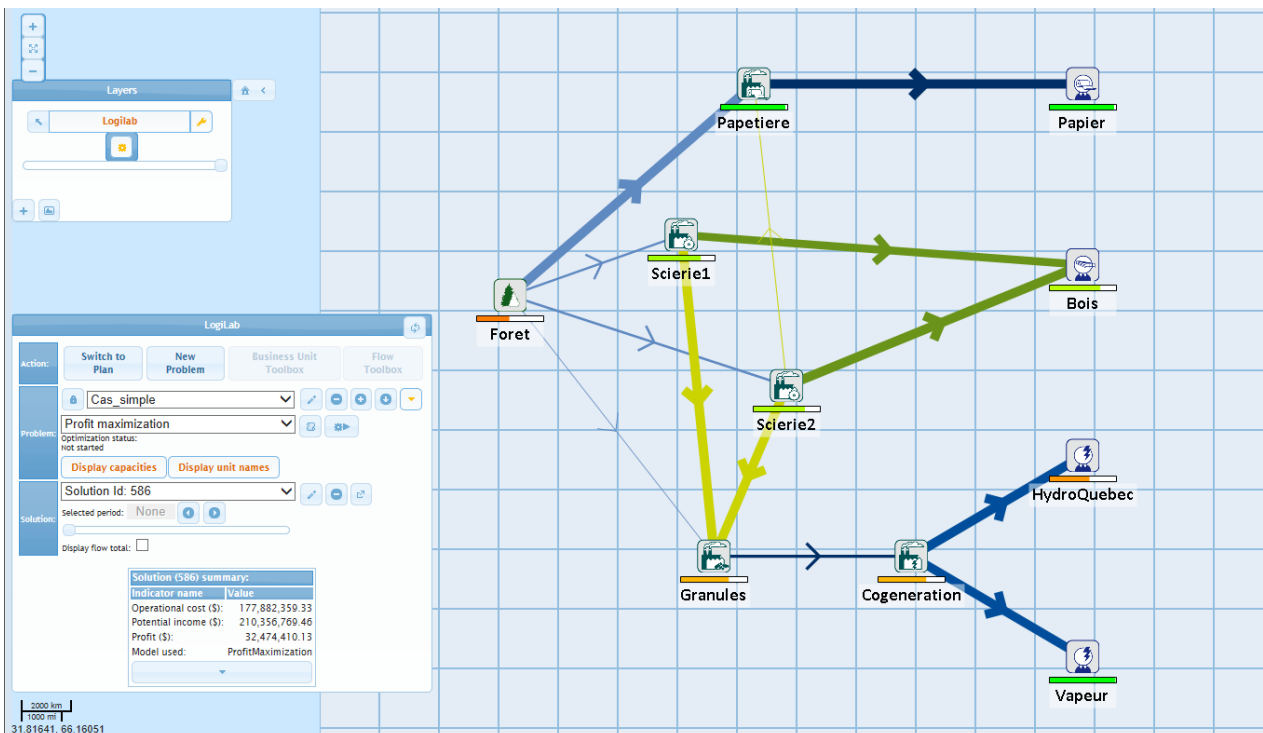 Layers
Logilab
LogiLab
Action:
Switch to
Plan
New
Problem
Business Unit
Toolbox
Flow
Toolbox
Problem:
Cas_simple
Profit maximization
Optimization status:
Not started
Display capacities
Display unit names
Solution:
Solution Id: 586
Selected period:
None
Display flow total:
Solution (586) summary:
Indicator name Value
Operational cost ($): 177,882,359.33
Potential income ($): 210,356,769.46
Profit ($): 32,474,410.13
Model used: ProfitMaximization
2000 km
1000 mi
31.81641, 66.16051
Papetiere
Papier
Scierie1
Bois
Foret
Scierie2
HydroQuebec
Granules
Cogeneration
Vapeur